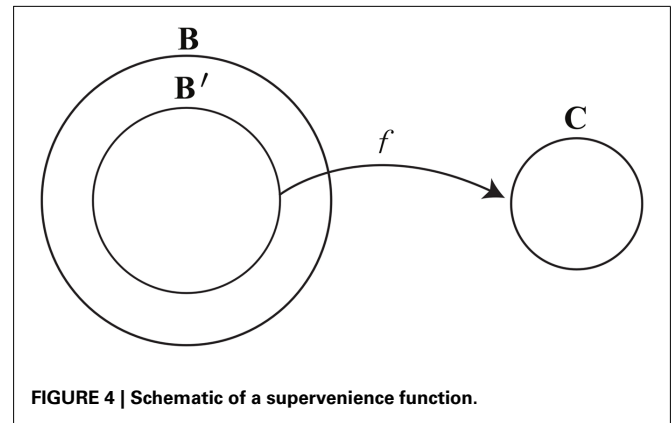 B
B′
C
f
FIGURE 4 | Schematic of a supervenience function.